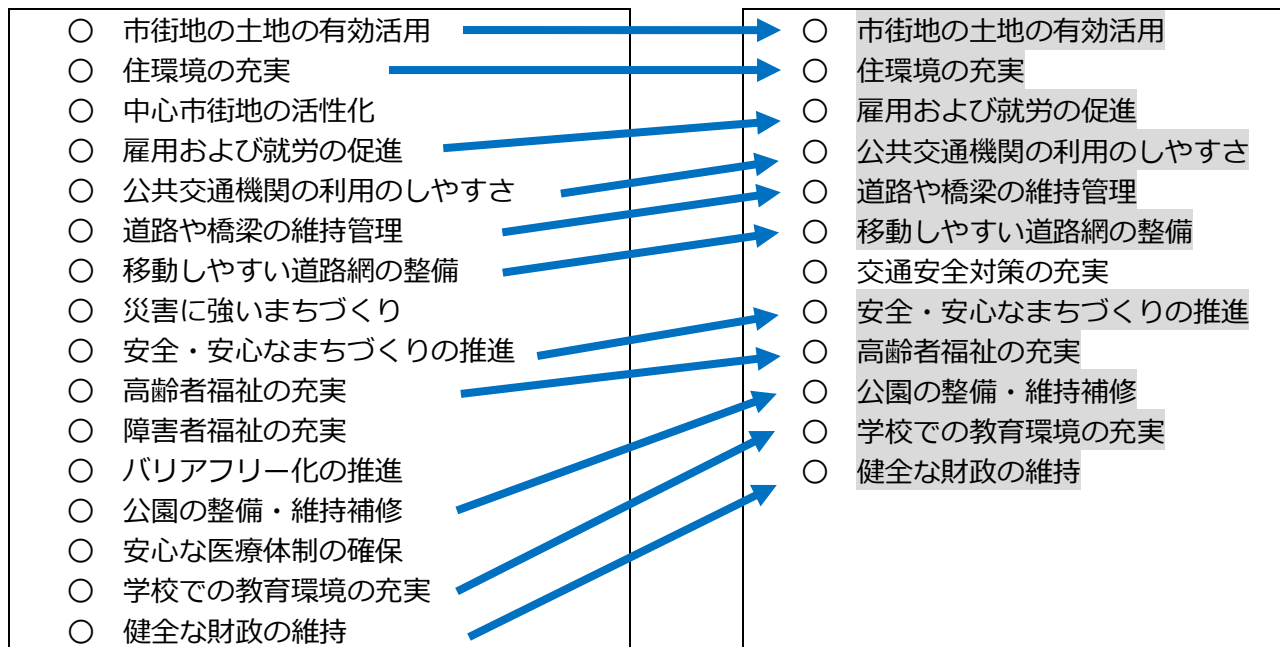 ○ 市街地の土地の有効活用
○ 住環境の充実
○ 中心市街地の活性化
○ 雇用および就労の促進
○ 公共交通機関の利用のしやすさ
○ 道路や橋梁の維持管理
○ 移動しやすい道路網の整備
○ 災害に強いまちづくり
○ 安全・安心なまちづくりの推進
○ 高齢者福祉の充実
○ 障害者福祉の充実
○ バリアフリー化の推進
○ 公園の整備・維持補修
○ 安心な医療体制の確保
○ 学校での教育環境の充実
○ 健全な財政の維持
○ 市街地の土地の有効活用
○ 住環境の充実
○ 雇用および就労の促進
○ 公共交通機関の利用のしやすさ
○ 道路や橋梁の維持管理
○ 移動しやすい道路網の整備
○ 交通安全対策の充実
○ 安全・安心なまちづくりの推進
○ 高齢者福祉の充実
○ 公園の整備・維持補修
○ 学校での教育環境の充実
○ 健全な財政の維持